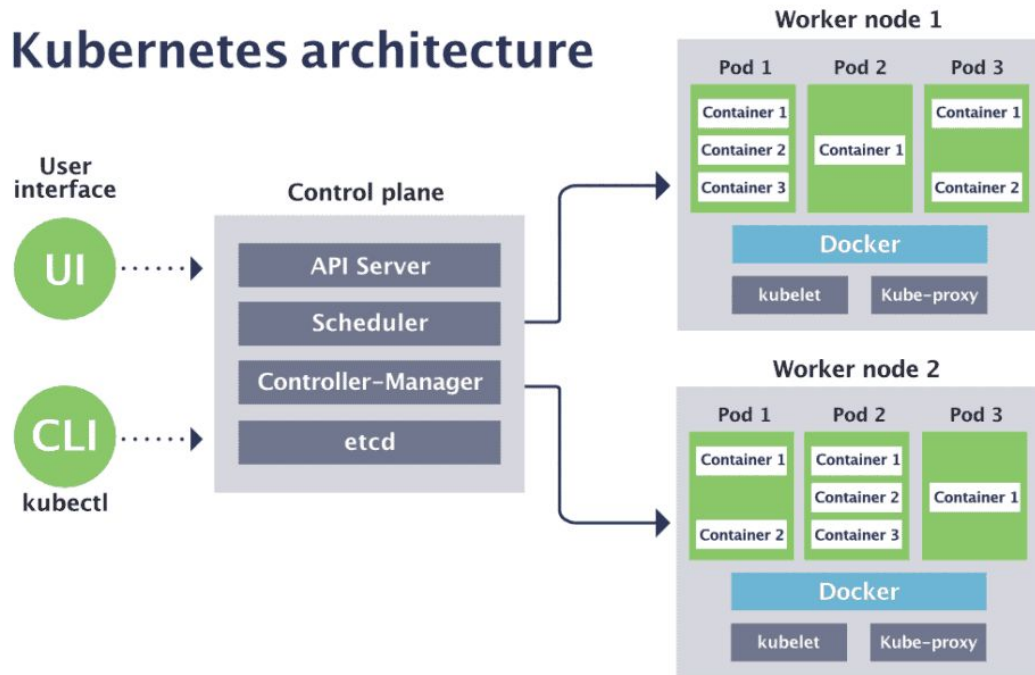 Kubernetes architecture
User
interface
UI
CLI
kubectl
Control plane
API Server
Scheduler
Controller-Manager
etcd
Worker node 1
Pod 1
Container 1
Container 2
Container 3
Pod 2
Container 1
Pod 3
Container 1
Container 2
Docker
kubelet
Kube-proxy
Worker node 2
Pod 1
Container 1
Container 2
Pod 2
Container 1
Container 2
Container 3
Pod 3
Container 1
Docker
kubelet
Kube-proxy